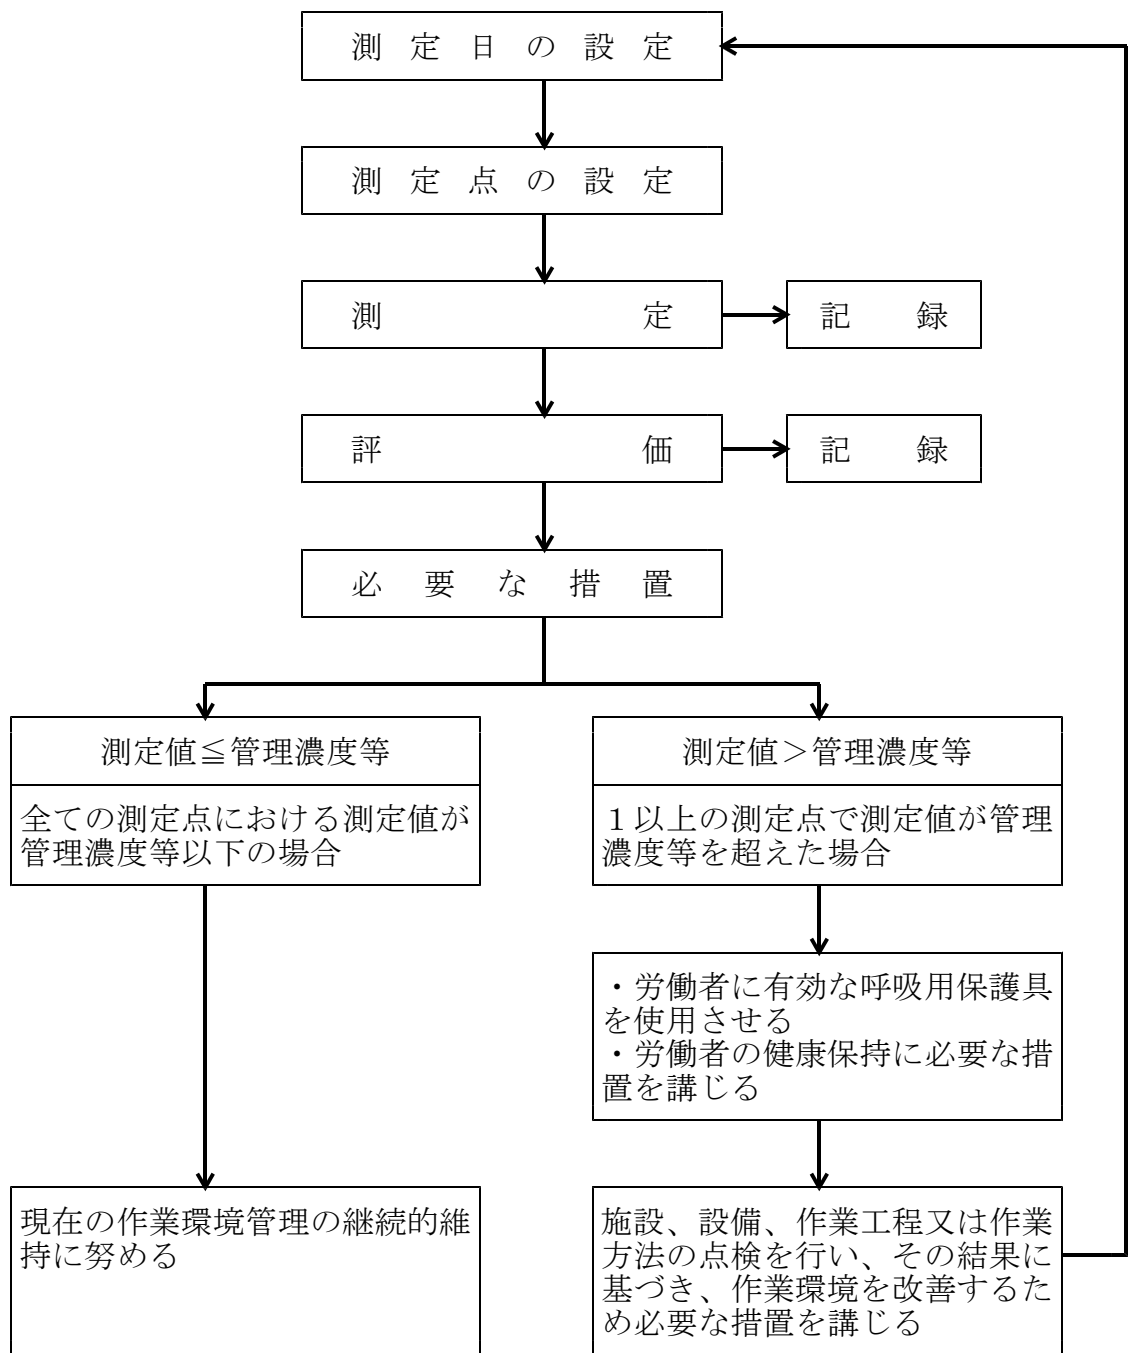 測定日の設定
測定点の設定
測定
記録
評価
記録
必要な措置
測定値≦管理濃度等
全ての測定点における測定値が
管理濃度等以下の場合
測定値＞管理濃度等
１以上の測定点で測定値が管理
濃度等を超えた場合
・労働者に有効な呼吸用保護具
を使用させる
・労働者の健康保持に必要な措
置を講じる
現在の作業環境管理の継続的維
持に努める
施設、設備、作業工程又は作業
方法の点検を行い、その結果に
基づき、作業環境を改善するた
め必要な措置を講じる